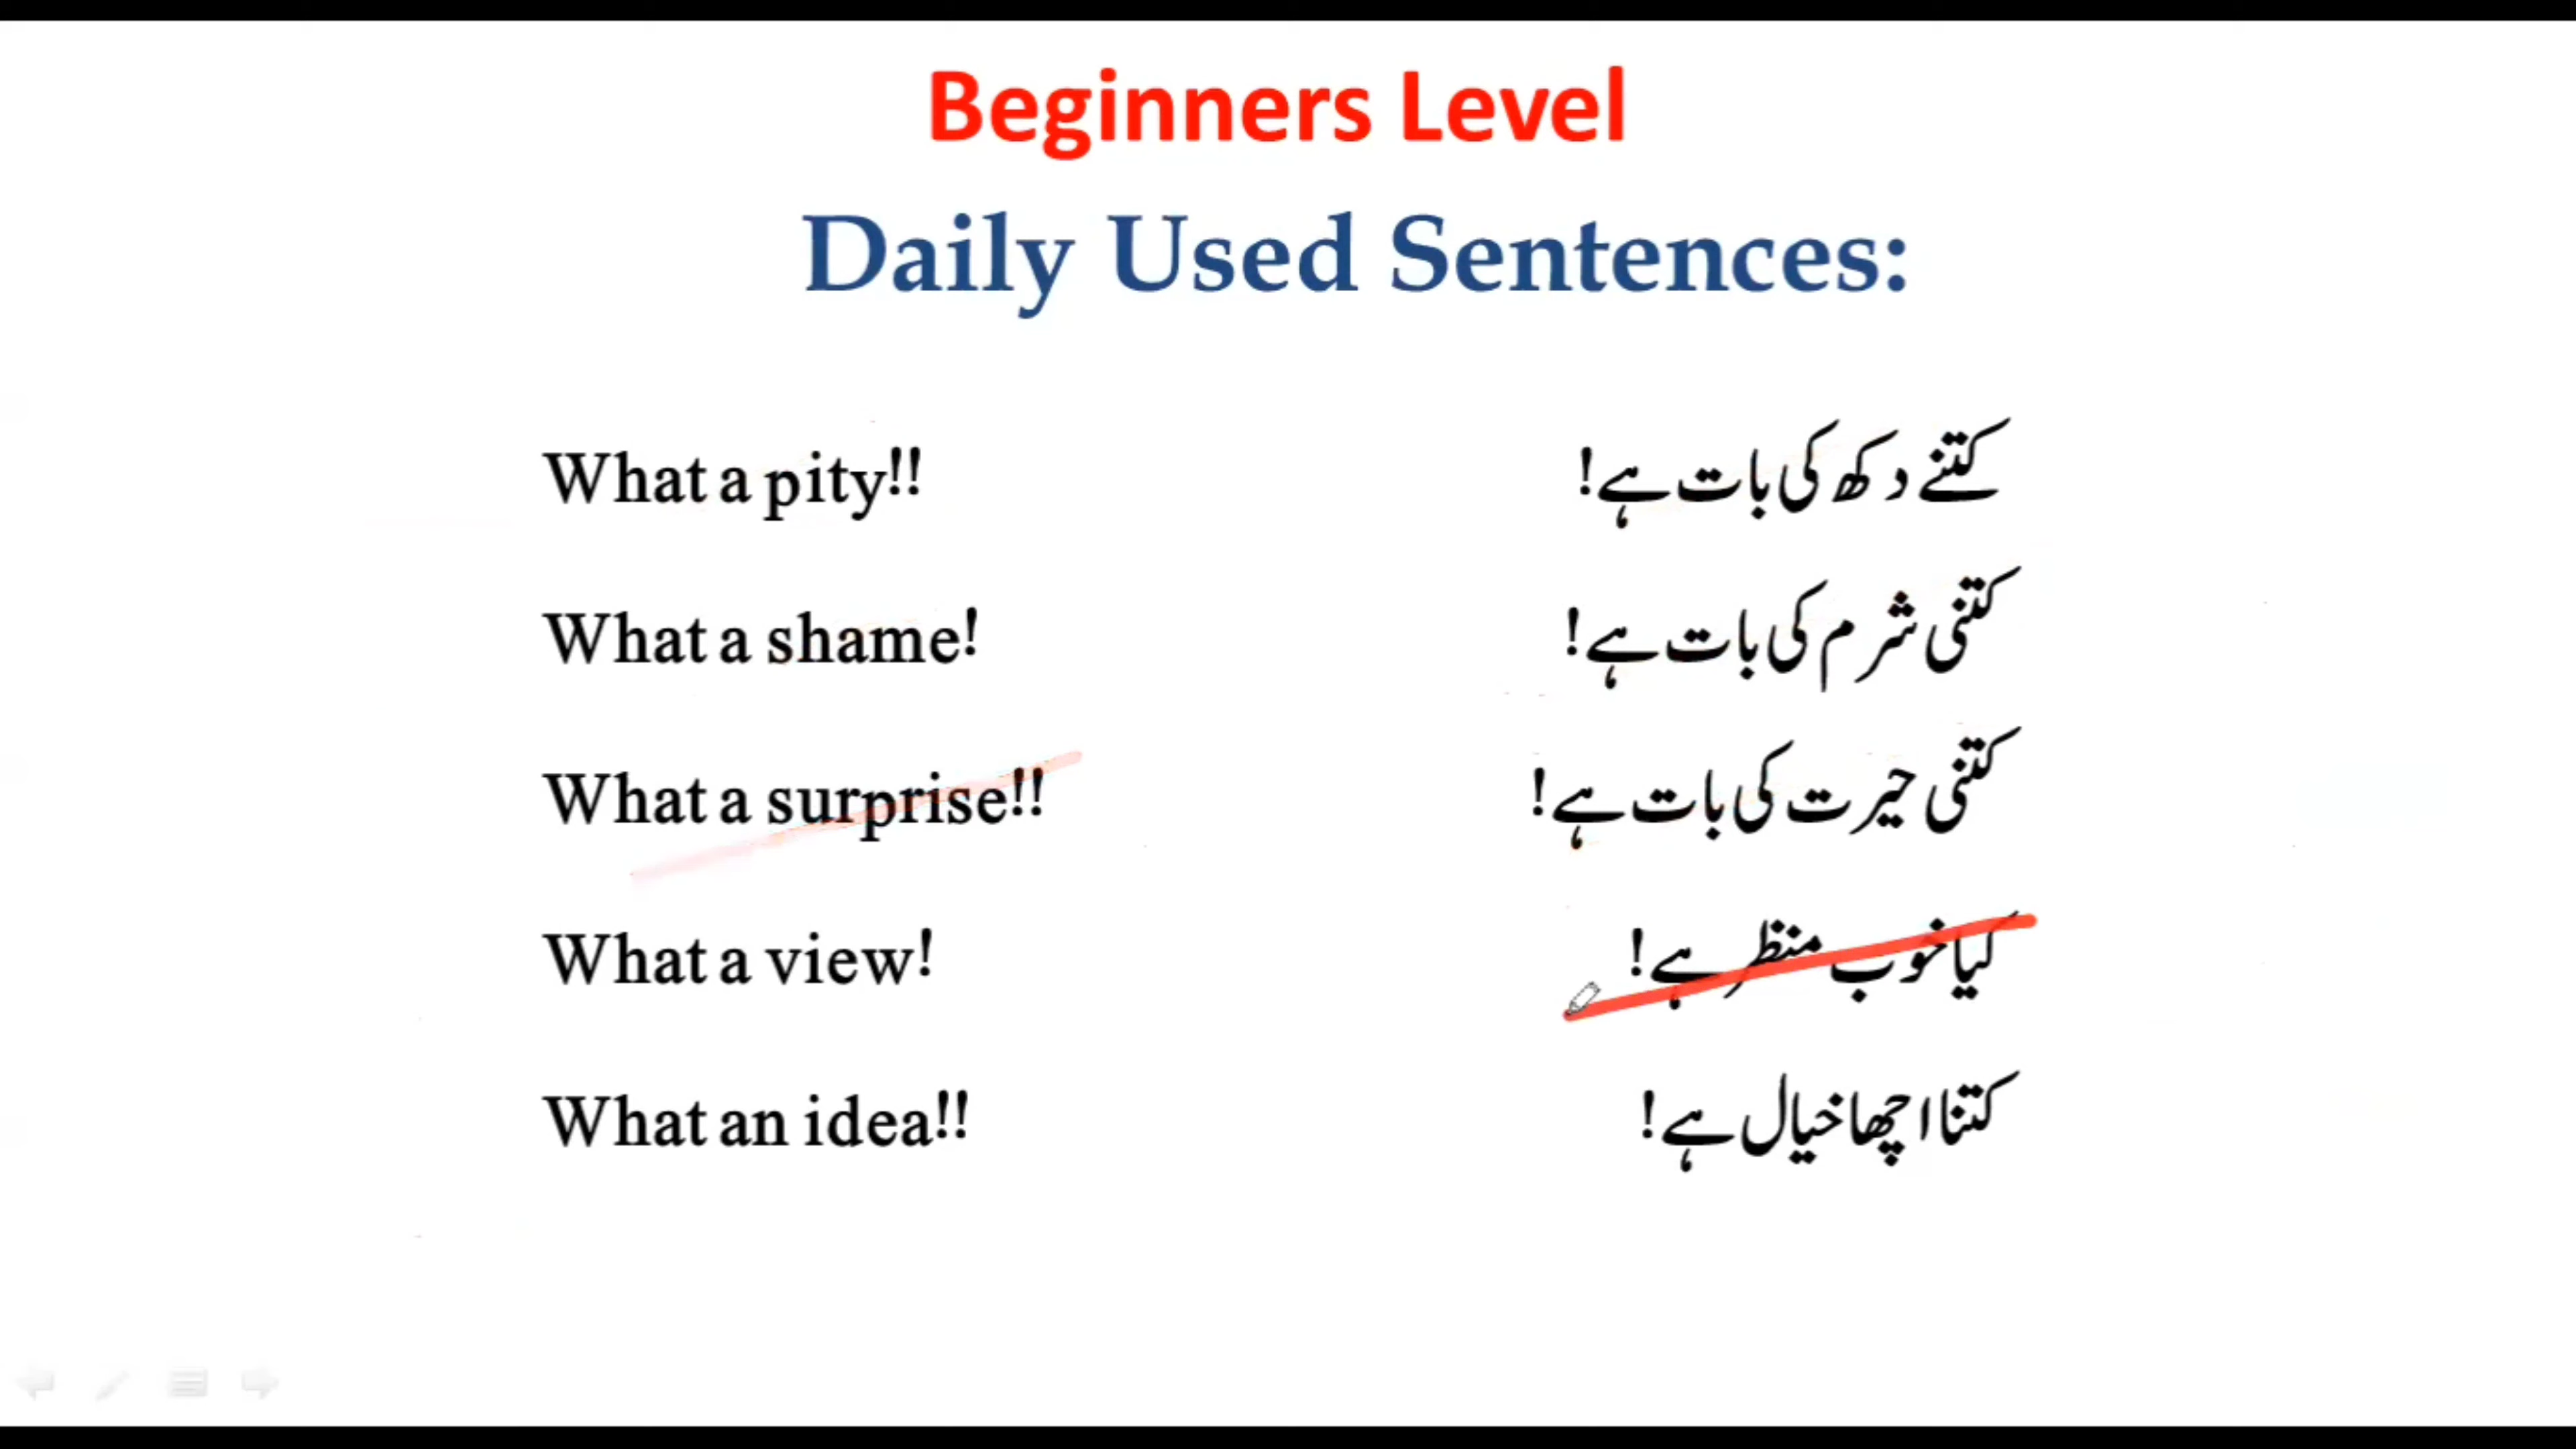 Beginners Level
Daily Used Sentences:
What a pity!! کتنے دکھ کی بات ہے!
What a shame! کتنی شرم کی بات ہے!
What a surprise!! کتنی حیرت کی بات ہے!
What a view! کیا خوب منظر ہے!
What an idea!! کتنا اچھا خیال ہے!